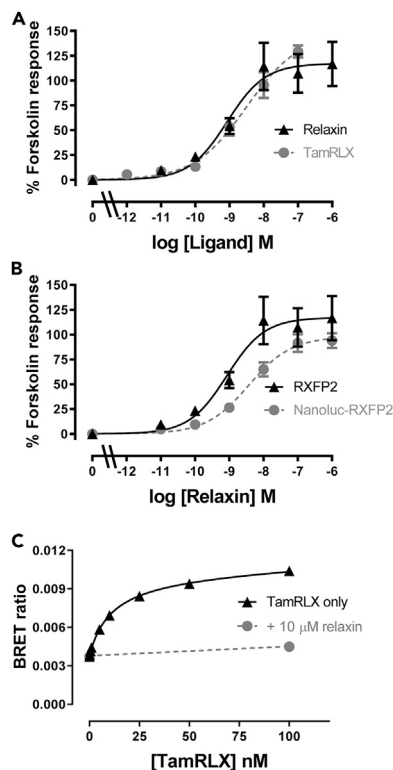 A
% Forskolin response
150
125
100
75
50
25
0
Relaxin
TamRLX
0 -12 -11 -10 -9 -8 -7 -6
log [Ligand] M
B
% Forskolin response
150
125
100
75
50
25
0
RXFP2
Nanoluc-RXFP2
0 -12 -11 -10 -9 -8 -7 -6
log [Relaxin] M
C
BRET ratio
0.012
0.009
0.006
0.003
0.000
TamRLX only
+ 10 μM relaxin
0 25 50 75 100
[TamRLX] nM